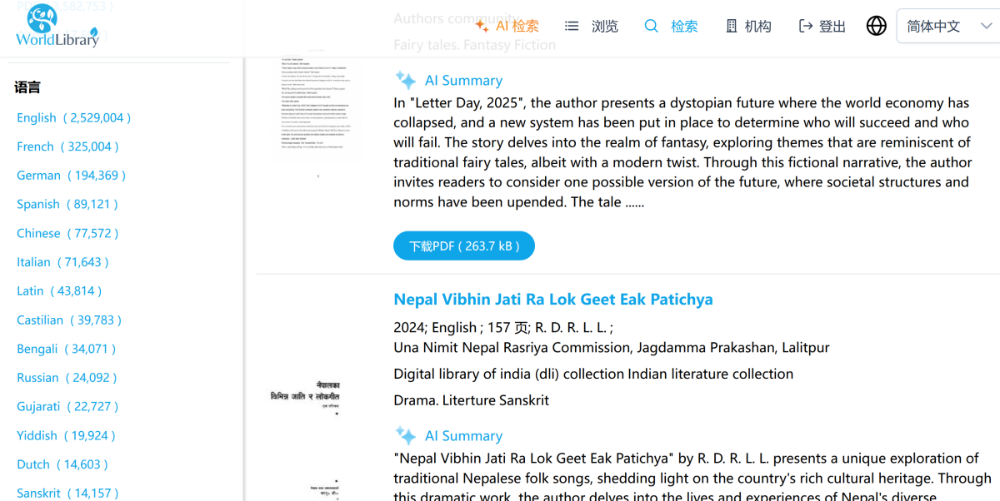 WorldLibrary
AI 检索
浏览
检索
机构
登出
简体中文
Authors community
Fairy tales. Fantasy Fiction
语言
English ( 2,529,004 )
French ( 325,004 )
German ( 194,369 )
Spanish ( 89,121 )
Chinese ( 77,572 )
Italian ( 71,643 )
Latin ( 43,814 )
Castilian ( 39,783 )
Bengali ( 34,071 )
Russian ( 24,092 )
Gujarati ( 22,727 )
Yiddish ( 19,924 )
Dutch ( 14,603 )
Sanskrit ( 14,157 )
AI Summary
In "Letter Day, 2025", the author presents a dystopian future where the world economy has
collapsed, and a new system has been put in place to determine who will succeed and who
will fail. The story delves into the realm of fantasy, exploring themes that are reminiscent of
traditional fairy tales, albeit with a modern twist. Through this fictional narrative, the author
invites readers to consider one possible version of the future, where societal structures and
norms have been upended. The tale ......
下载PDF ( 263.7 kB )
Nepal Vibhin Jati Ra Lok Geet Eak Patichya
2024; English ; 157 页; R. D. R. L. L. ;
Una Nimit Nepal Rasriya Commission, Jagdamma Prakashan, Lalitpur
Digital library of india (dli) collection Indian literature collection
Drama. Literture Sanskrit
नेपालका
विभिन्न जाति र लोकगीत
एक परिचय
AI Summary
"Nepal Vibhin Jati Ra Lok Geet Eak Patichya" by R. D. R. L. L. presents a unique exploration of
traditional Nepalese folk songs, shedding light on the country's rich cultural heritage. Through
this dramatic work, the author delves into the lives and experiences of Nepal's diverse